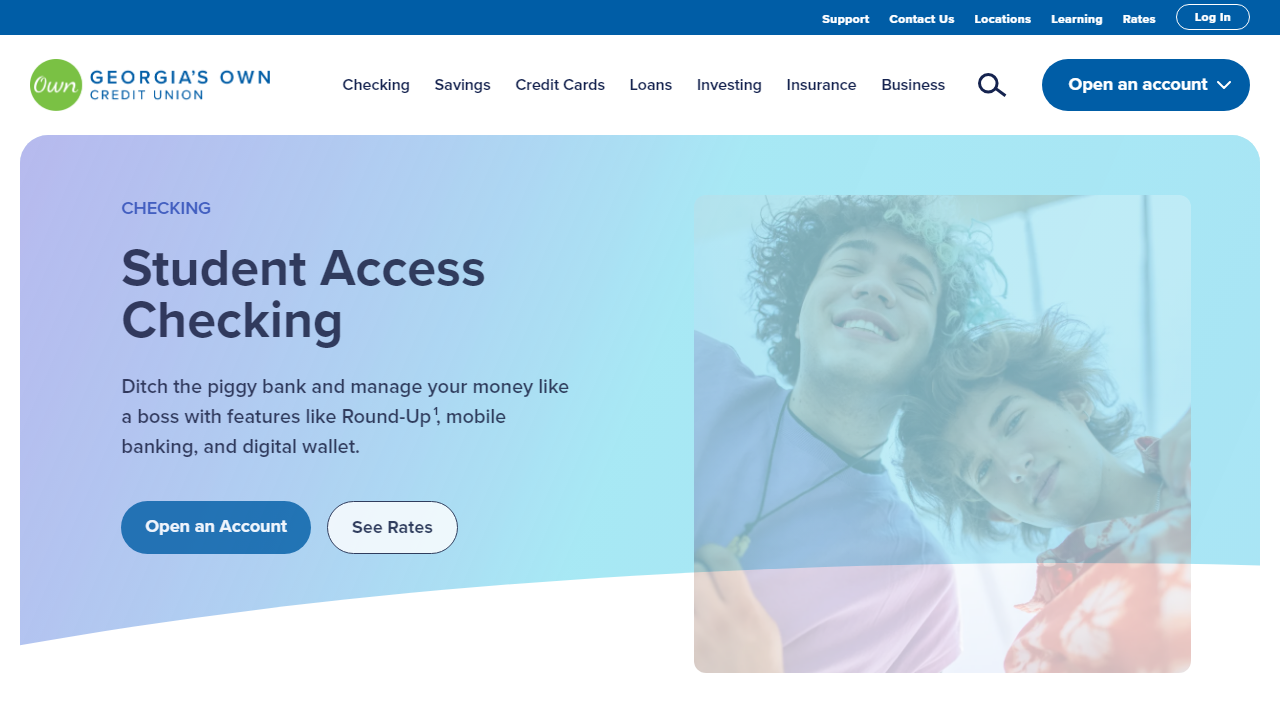 Support Contact Us Locations Learning Rates Log In
Own GEORGIA'S OWN
CREDIT UNION
Checking Savings Credit Cards Loans Investing Insurance Business Open an account
CHECKING
Student Access
Checking
Ditch the piggy bank and manage your money like
a boss with features like Round-Up¹, mobile
banking, and digital wallet.
Open an Account See Rates